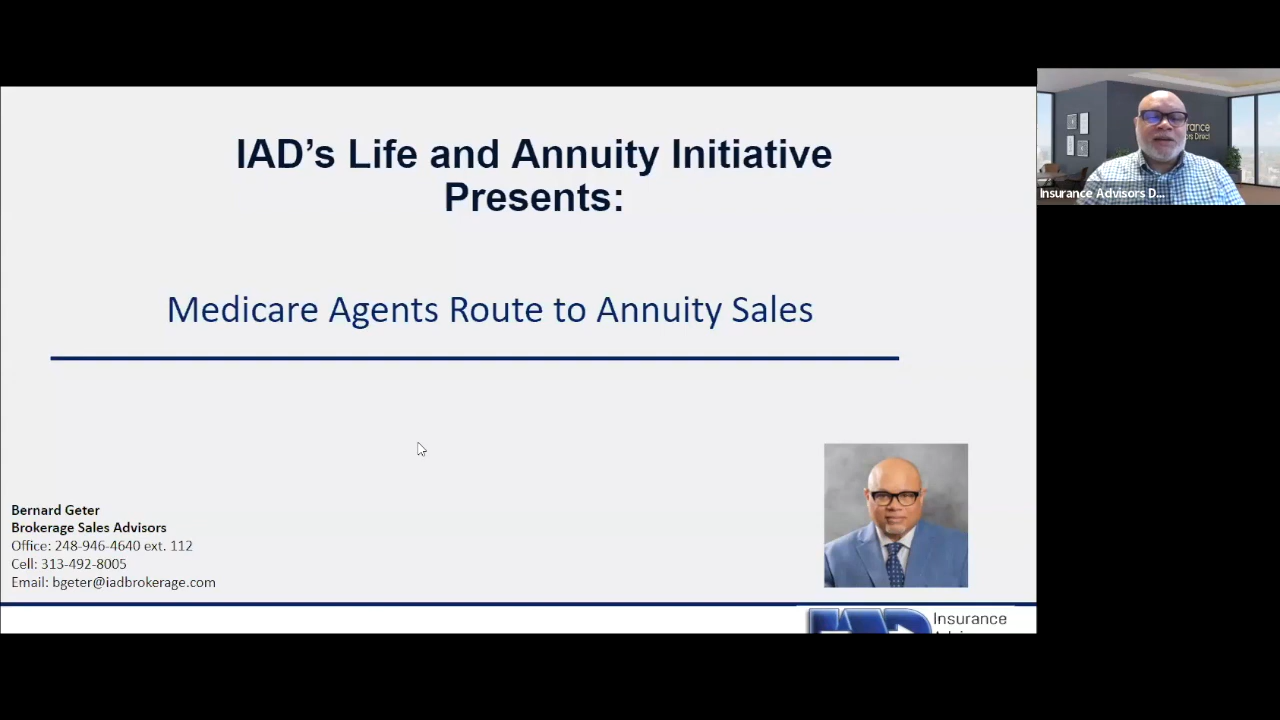 IAD’s Life and Annuity Initiative
Presents:
Medicare Agents Route to Annuity Sales
Bernard Geter
Brokerage Sales Advisors
Office: 248-946-4640 ext. 112
Cell: 313-492-8005
Email: bgeter@iadbrokerage.com
IAD Insurance
Insurance Advisors D...